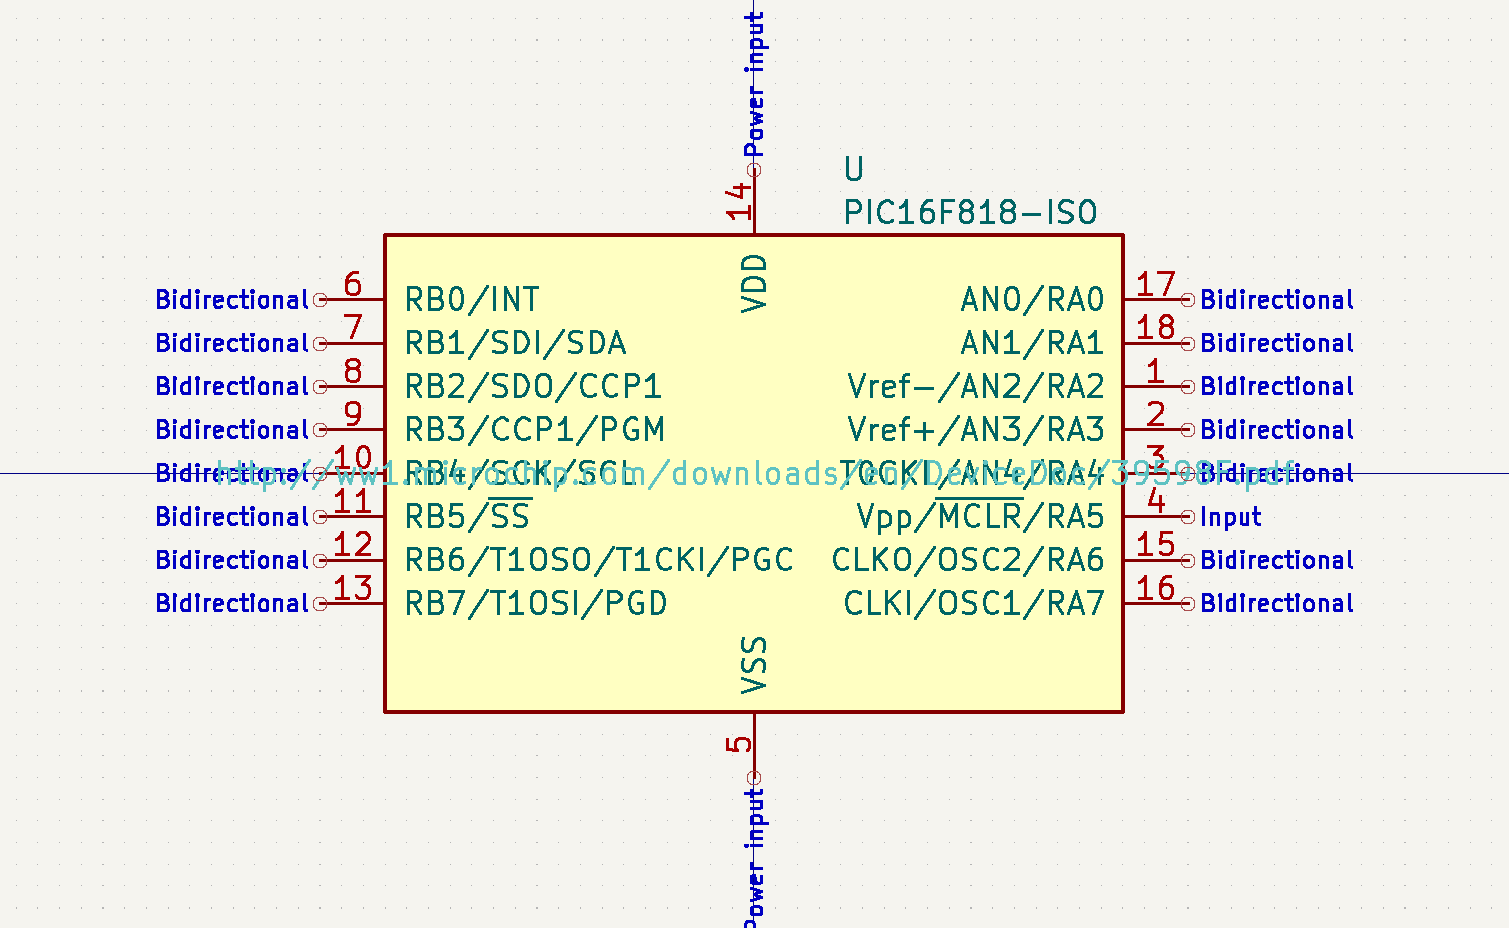 Power input
14
U
PIC16F818-ISO
VDD
Bidirectional 6 RB0/INT AN0/RA0 17 Bidirectional
Bidirectional 7 RB1/SDI/SDA AN1/RA1 18 Bidirectional
Bidirectional 8 RB2/SDO/CCP1 Vref-/AN2/RA2 1 Bidirectional
Bidirectional 9 RB3/CCP1/PGM Vref+/AN3/RA3 2 Bidirectional
Bidirectional 10 RB4/SCK/SCL T0CKI/AN4/RA4 3 Bidirectional
http://ww1.microchip.com/downloads/en/DeviceDoc/39598F.pdf
Bidirectional 11 RB5/SS Vpp/MCLR/RA5 4 Input
Bidirectional 12 RB6/T1OSO/T1CKI/PGC CLKO/OSC2/RA6 15 Bidirectional
Bidirectional 13 RB7/T1OSI/PGD CLKI/OSC1/RA7 16 Bidirectional
VSS
5
Power input